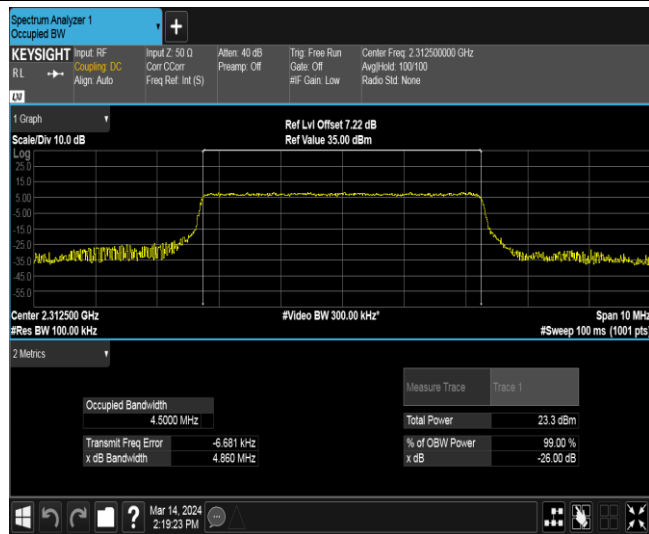 Spectrum Analyzer 1
Occupied BW
+
KEYSIGHT
R L
LXI
Input: RF
Coupling: DC
Align: Auto
Input Z: 50 Ω
Corr CCorr
Freq Ref: Int (S)
Atten: 40 dB
Preamp: Off
Trig: Free Run
Gate: Off
#IF Gain: Low
Center Freq: 2.312500000 GHz
Avg|Hold: 100/100
Radio Std: None
1 Graph
Scale/Div 10.0 dB
Ref Lvl Offset 7.22 dB
Ref Value 35.00 dBm
Log
25.0
15.0
5.00
-5.00
-15.0
-25.0
-35.0
-45.0
-55.0
Center 2.312500 GHz
#Res BW 100.00 kHz
#Video BW 300.00 kHz*
Span 10 MHz
#Sweep 100 ms (1001 pts)
2 Metrics
Measure Trace Trace 1
Occupied Bandwidth
4.5000 MHz
Total Power 23.3 dBm
Transmit Freq Error -6.681 kHz
% of OBW Power 99.00 %
x dB Bandwidth 4.860 MHz
x dB -26.00 dB
?
Mar 14, 2024
2:19:23 PM